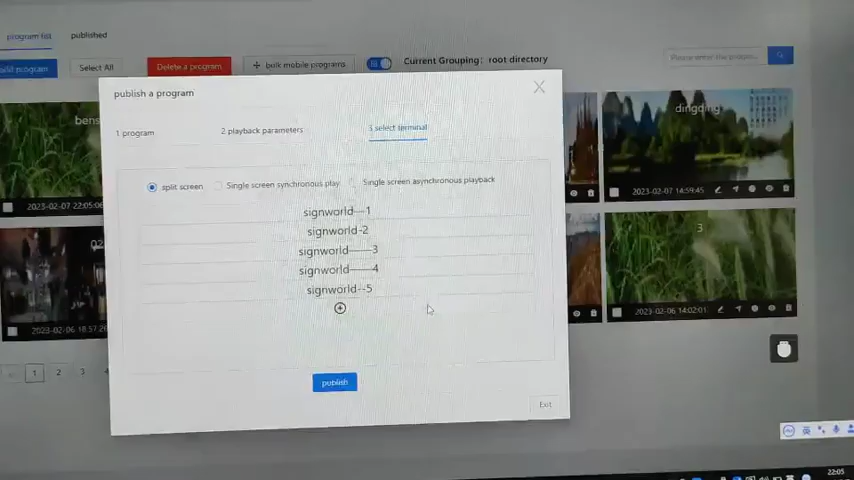 program list
published
Select All
Delete a program
bulk mobile programs
Current Grouping: root directory
Please enter the program
publish a program
1 program
2 playback parameters
3 select terminal
split screen
Single screen synchronous play
Single screen asynchronous playback
signworld---1
signworld-2
signworld------3
signworld------4
signworld--5
publish
Exit
bens
2023-02-07 22:05:06
dingding
2023-02-07 14:59:45
02
2023-02-06 18:57:26
3
2023-02-06 14:02:01
1
2
3
4
英
22:05